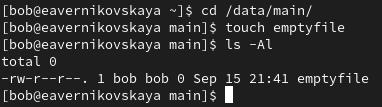 [bob@eavernikovskaya ~]$ cd /data/main/
[bob@eavernikovskaya main]$ touch emptyfile
[bob@eavernikovskaya main]$ ls -Al
total 0
-rw-r--r--. 1 bob bob 0 Sep 15 21:41 emptyfile
[bob@eavernikovskaya main]$